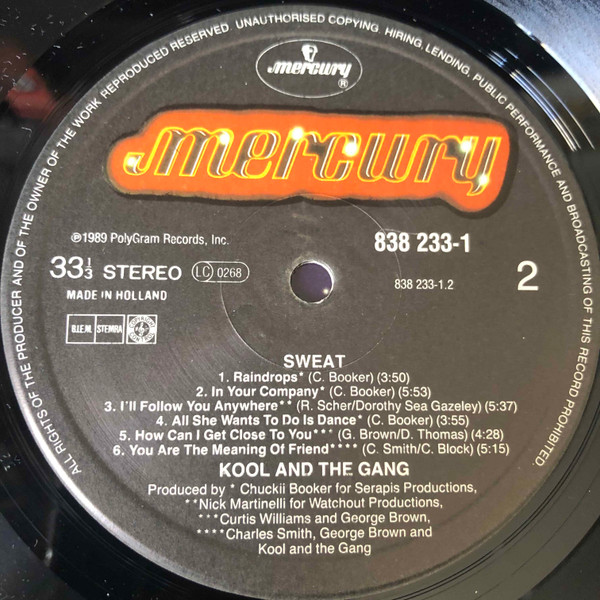 ALL RIGHTS OF THE PRODUCER AND OF THE OWNER OF THE WORK REPRODUCED RESERVED. UNAUTHORISED COPYING, HIRING, LENDING, PUBLIC PERFORMANCE AND BROADCASTING OF THIS RECORD PROHIBITED.
mercury
®
mercury
℗1989 PolyGram Records, Inc.
838 233-1
33⅓ STEREO LC 0268
838 233-1.2
2
MADE IN HOLLAND
B.I.E.M. STEMRA
SWEAT
1. Raindrops* (C. Booker) (3:50)
2. In Your Company* (C. Booker) (5:53)
3. I'll Follow You Anywhere** (R. Scher/Dorothy Sea Gazeley) (5:37)
4. All She Wants To Do Is Dance* (C. Booker) (3:55)
5. How Can I Get Close To You*** (G. Brown/D. Thomas) (4:28)
6. You Are The Meaning Of Friend**** (C. Smith/C. Block) (5:15)
KOOL AND THE GANG
Produced by * Chuckii Booker for Serapis Productions,
**Nick Martinelli for Watchout Productions,
***Curtis Williams and George Brown,
****Charles Smith, George Brown and
Kool and the Gang